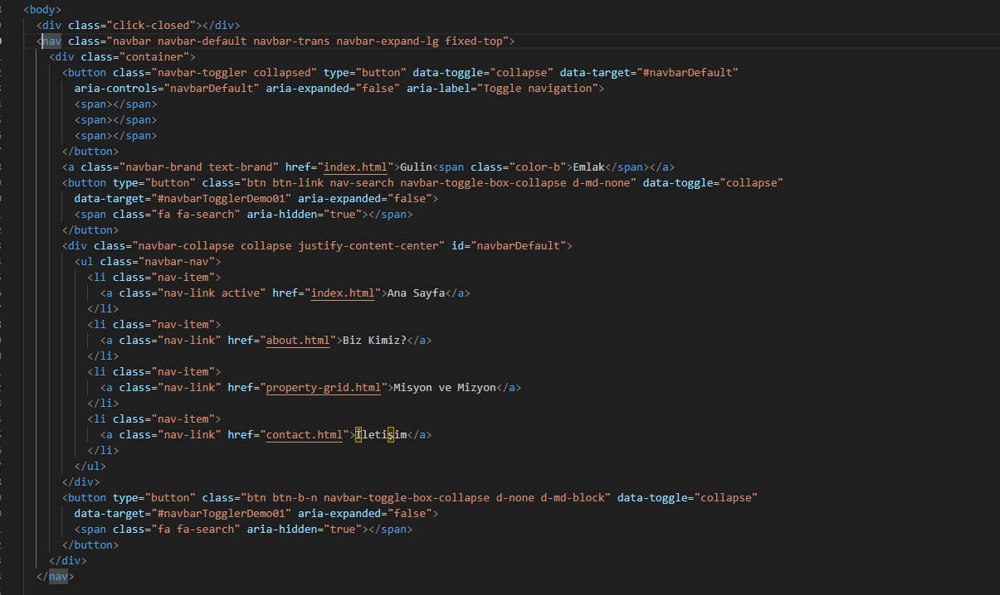 <body>
<div class="click-closed"></div>
<nav class="navbar navbar-default navbar-trans navbar-expand-lg fixed-top">
<div class="container">
<button class="navbar-toggler collapsed" type="button" data-toggle="collapse" data-target="#navbarDefault"
aria-controls="navbarDefault" aria-expanded="false" aria-label="Toggle navigation">
<span></span>
<span></span>
<span></span>
</button>
<a class="navbar-brand text-brand" href="index.html">Gulin<span class="color-b">Emlak</span></a>
<button type="button" class="btn btn-link nav-search navbar-toggle-box-collapse d-md-none" data-toggle="collapse"
data-target="#navbarTogglerDemo01" aria-expanded="false">
<span class="fa fa-search" aria-hidden="true"></span>
</button>
<div class="navbar-collapse collapse justify-content-center" id="navbarDefault">
<ul class="navbar-nav">
<li class="nav-item">
<a class="nav-link active" href="index.html">Ana Sayfa</a>
</li>
<li class="nav-item">
<a class="nav-link" href="about.html">Biz Kimiz?</a>
</li>
<li class="nav-item">
<a class="nav-link" href="property-grid.html">Misyon ve Mizyon</a>
</li>
<li class="nav-item">
<a class="nav-link" href="contact.html">İletişim</a>
</li>
</ul>
</div>
<button type="button" class="btn btn-b-n navbar-toggle-box-collapse d-none d-md-block" data-toggle="collapse"
data-target="#navbarTogglerDemo01" aria-expanded="false">
<span class="fa fa-search" aria-hidden="true"></span>
</button>
</div>
</nav>